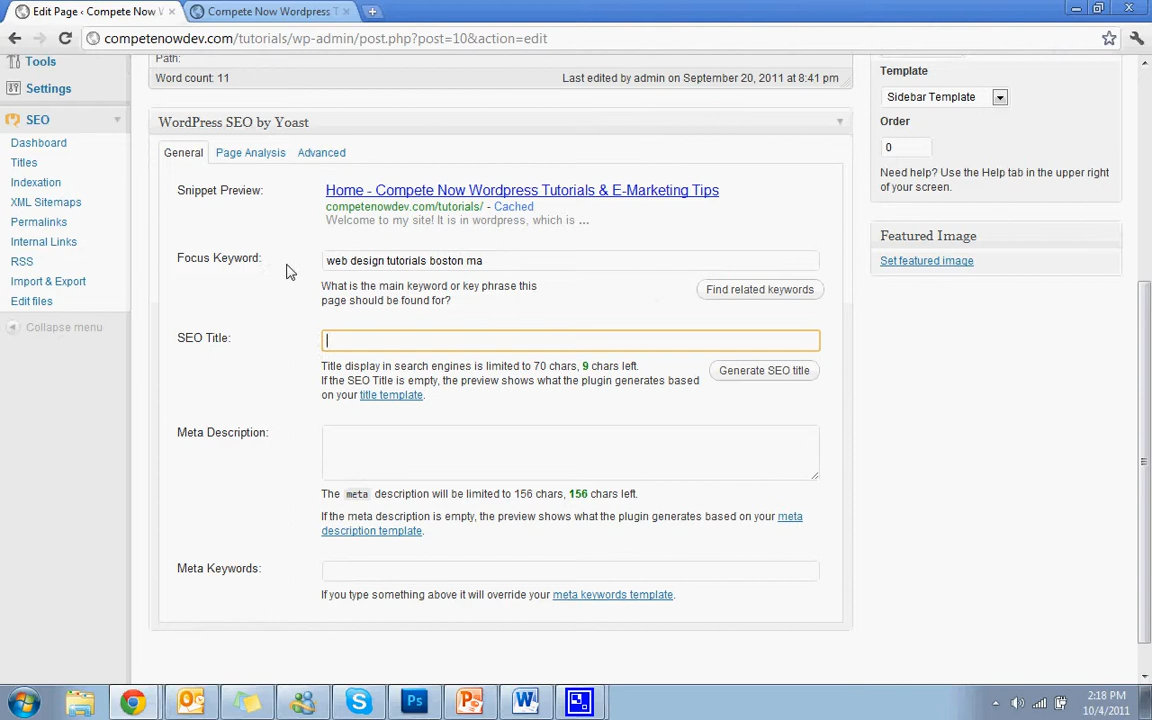 Edit Page ‹ Compete Now W
Compete Now Wordpress T
competenowdev.com/tutorials/wp-admin/post.php?post=10&action=edit
Tools
Settings
SEO
Dashboard
Titles
Indexation
XML Sitemaps
Permalinks
Internal Links
RSS
Import & Export
Edit files
Collapse menu
Path:
Word count: 11
Last edited by admin on September 20, 2011 at 8:41 pm
WordPress SEO by Yoast
General
Page Analysis
Advanced
Snippet Preview:
Home - Compete Now Wordpress Tutorials & E-Marketing Tips
competenowdev.com/tutorials/ - Cached
Welcome to my site! It is in wordpress, which is ...
Focus Keyword:
web design tutorials boston ma
What is the main keyword or key phrase this
page should be found for?
Find related keywords
SEO Title:
Title display in search engines is limited to 70 chars, 9 chars left.
If the SEO Title is empty, the preview shows what the plugin generates based
on your title template.
Generate SEO title
Meta Description:
The meta description will be limited to 156 chars, 156 chars left.
If the meta description is empty, the preview shows what the plugin generates based on your meta
description template.
Meta Keywords:
If you type something above it will override your meta keywords template.
Template
Sidebar Template
Order
0
Need help? Use the Help tab in the upper right
of your screen.
Featured Image
Set featured image
Ps
2:18 PM
10/4/2011